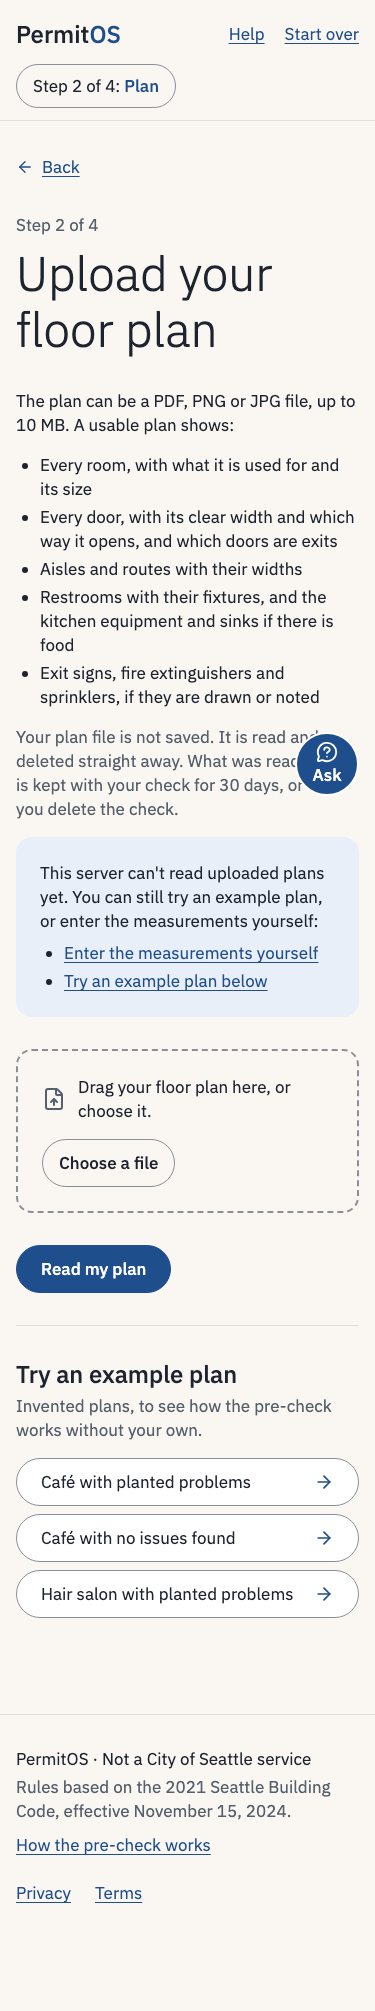 PermitOS
Help
Start over
Step 2 of 4: Plan
Back
Step 2 of 4
Upload your
floor plan
The plan can be a PDF, PNG or JPG file, up to
10 MB. A usable plan shows:
Every room, with what it is used for and
its size
Every door, with its clear width and which
way it opens, and which doors are exits
Aisles and routes with their widths
Restrooms with their fixtures, and the
kitchen equipment and sinks if there is
food
Exit signs, fire extinguishers and
sprinklers, if they are drawn or noted
Your plan file is not saved. It is read and
deleted straight away. What was read
is kept with your check for 30 days, or
you delete the check.
Ask
This server can't read uploaded plans
yet. You can still try an example plan,
or enter the measurements yourself:
Enter the measurements yourself
Try an example plan below
Drag your floor plan here, or
choose it.
Choose a file
Read my plan
Try an example plan
Invented plans, to see how the pre-check
works without your own.
Café with planted problems
Café with no issues found
Hair salon with planted problems
PermitOS · Not a City of Seattle service
Rules based on the 2021 Seattle Building
Code, effective November 15, 2024.
How the pre-check works
Privacy
Terms